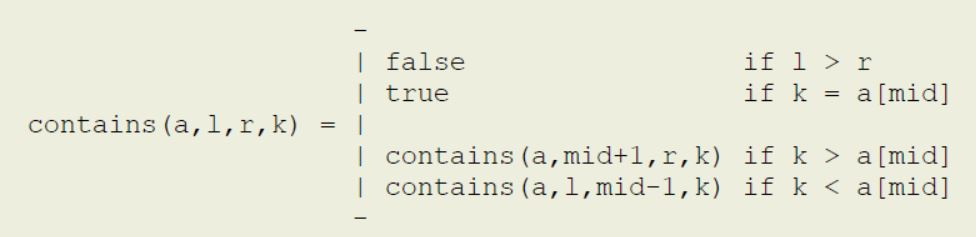 -
| false if l > r
| true if k = a[mid]
contains(a,l,r,k) = |
| contains(a,mid+1,r,k) if k > a[mid]
| contains(a,l,mid-1,k) if k < a[mid]
-